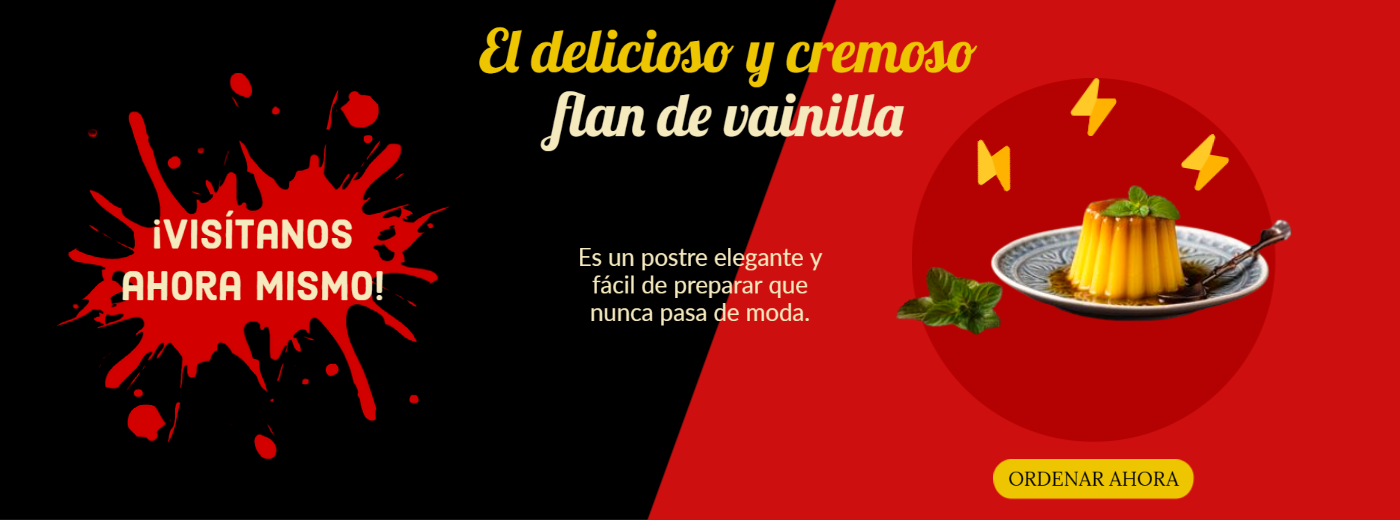 El delicioso y cremoso
flan de vainilla
¡VISÍTANOS
AHORA MISMO!
Es un postre elegante y
fácil de preparar que
nunca pasa de moda.
ORDENAR AHORA